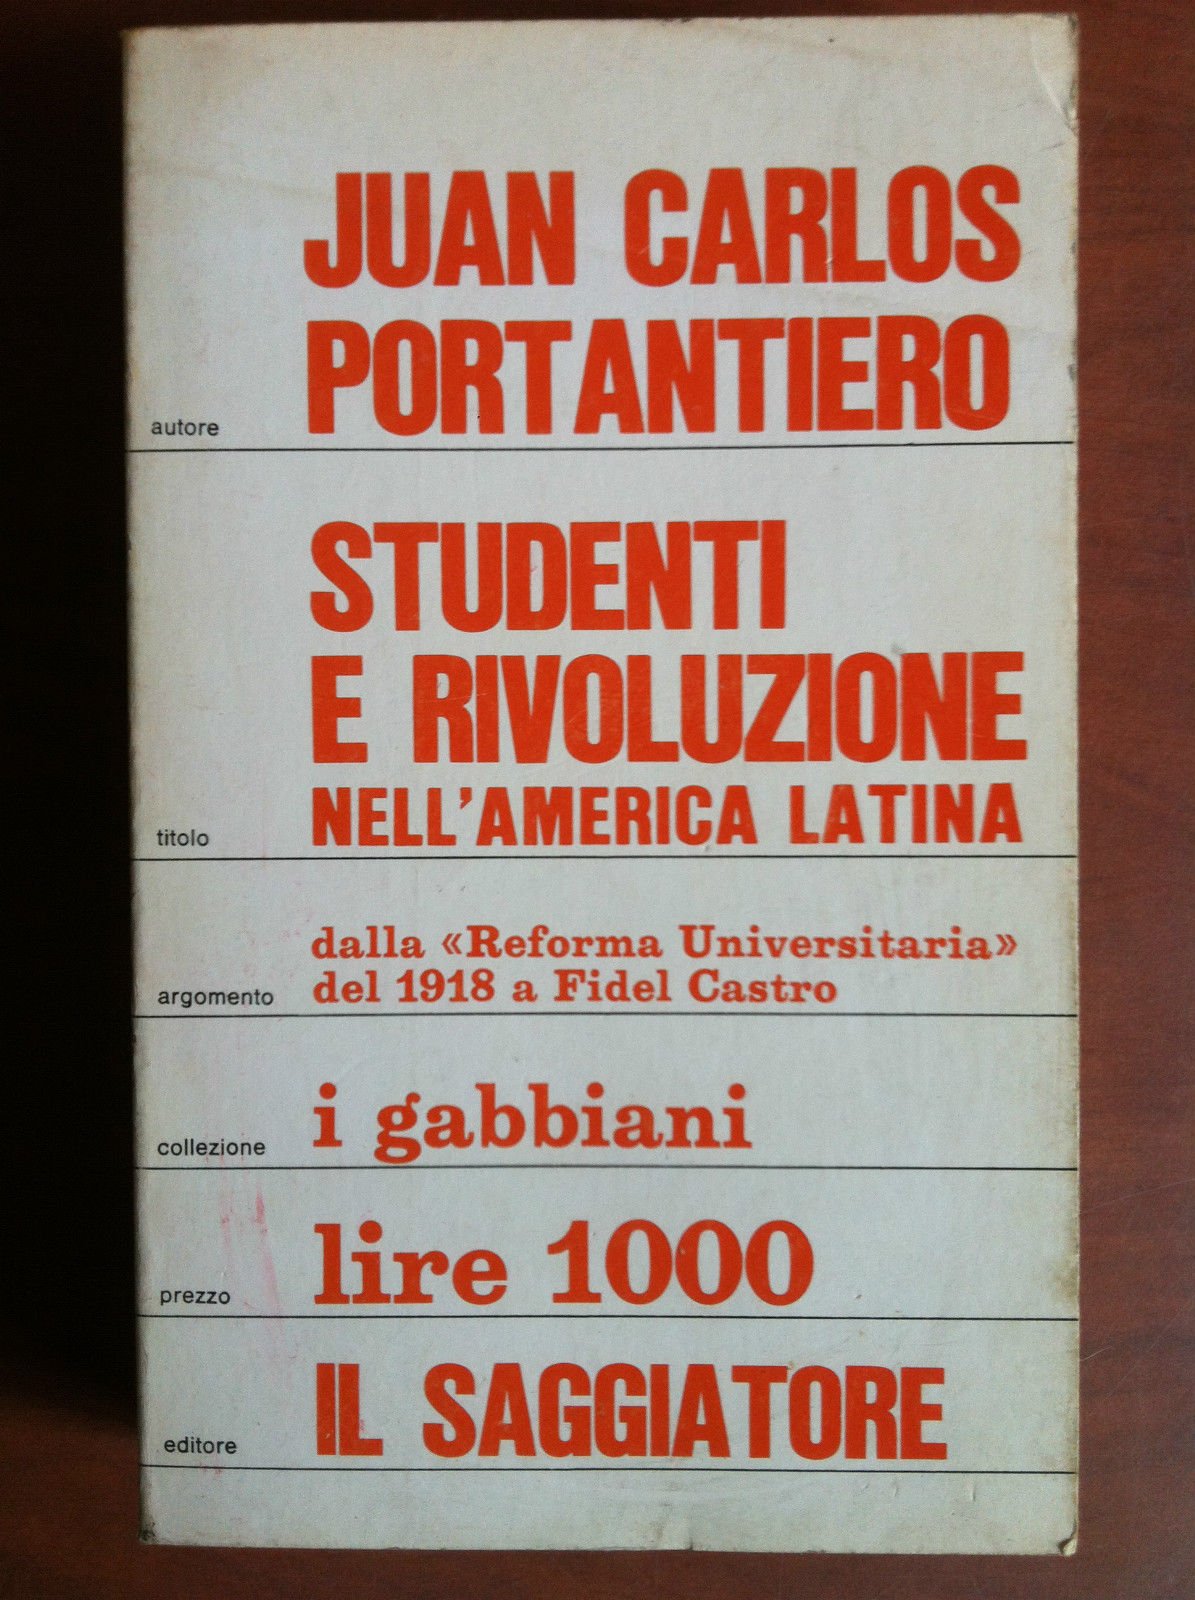 JUAN CARLOS
autore PORTANTIERO
STUDENTI
E RIVOLUZIONE
titolo NELL'AMERICA LATINA
dalla «Reforma Universitaria»
argomento del 1918 a Fidel Castro
collezione i gabbiani
prezzo lire 1000
editore IL SAGGIATORE